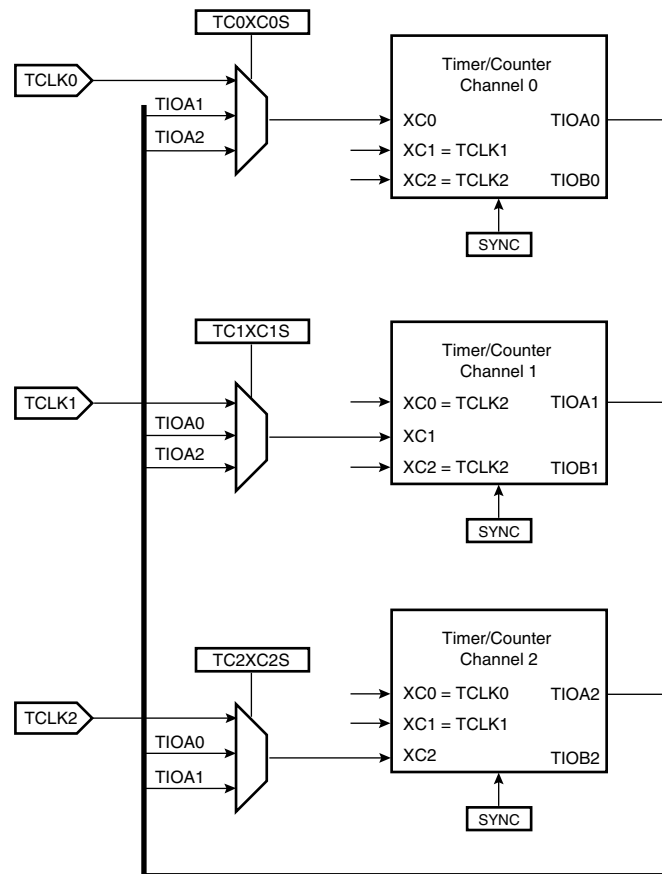 TC0XC0S
TCLK0
TIOA1
TIOA2
Timer/Counter
Channel 0
XC0
TIOA0
XC1 = TCLK1
XC2 = TCLK2
TIOB0
SYNC
TC1XC1S
TCLK1
TIOA0
TIOA2
Timer/Counter
Channel 1
XC0 = TCLK2
TIOA1
XC1
XC2 = TCLK2
TIOB1
SYNC
TC2XC2S
TCLK2
TIOA0
TIOA1
Timer/Counter
Channel 2
XC0 = TCLK0
TIOA2
XC1 = TCLK1
XC2
TIOB2
SYNC